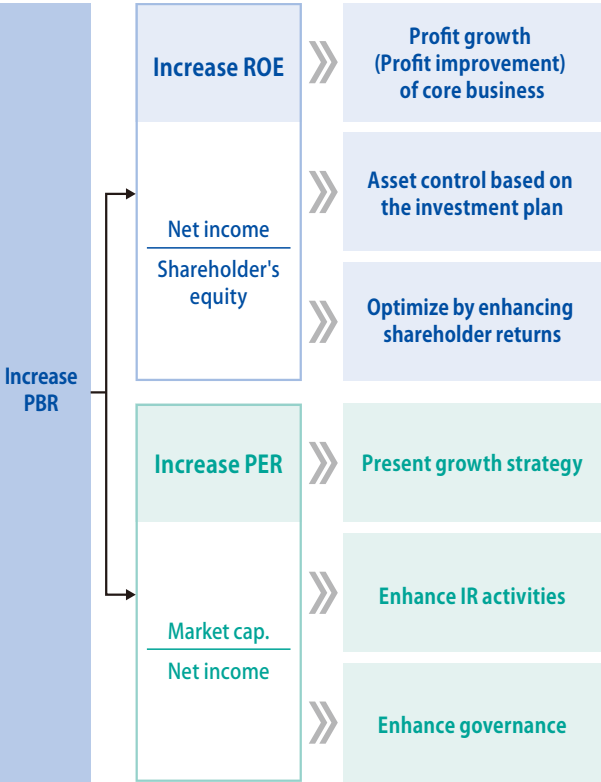 Increase
PBR
Increase ROE
Net income
Shareholder's
equity
Profit growth
(Profit improvement)
of core business
Asset control based on
the investment plan
Optimize by enhancing
shareholder returns
Increase PER
Market cap.
Net income
Present growth strategy
Enhance IR activities
Enhance governance